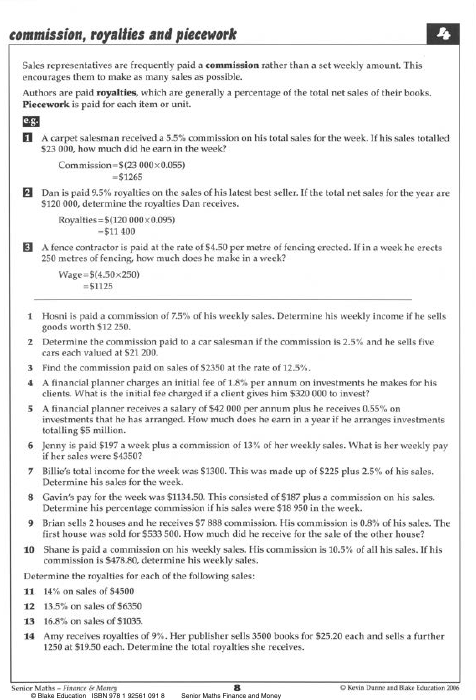 commission, royalties and piecework
4
Sales representatives are frequently paid a commission rather than a set weekly amount. This
encourages them to make as many sales as possible.
Authors are paid royalties, which are generally a percentage of the total net sales of their books.
Piecework is paid for each item or unit.
e.g.
1 A carpet salesman received a 5.5% commission on his total sales for the week. If his sales totalled
$23 000, how much did he earn in the week?
Commission=$(23 000×0.055)
=$1265
2 Dan is paid 9.5% royalties on the sales of his latest best seller. If the total net sales for the year are
$120 000, determine the royalties Dan receives.
Royalties=$(120 000×0.095)
=$11 400
3 A fence contractor is paid at the rate of $4.50 per metre of fencing erected. If in a week he erects
250 metres of fencing, how much does he make in a week?
Wage=$(4.50×250)
=$1125
1 Hosni is paid a commission of 7.5% of his weekly sales. Determine his weekly income if he sells
goods worth $12 250.
2 Determine the commission paid to a car salesman if the commission is 2.5% and he sells five
cars each valued at $21 200.
3 Find the commission paid on sales of $2350 at the rate of 12.5%.
4 A financial planner charges an initial fee of 1.8% per annum on investments he makes for his
clients. What is the initial fee charged if a client gives him $320 000 to invest?
5 A financial planner receives a salary of $42 000 per annum plus he receives 0.55% on
investments that he has arranged. How much does he earn in a year if he arranges investments
totalling $5 million.
6 Jenny is paid $197 a week plus a commission of 13% of her weekly sales. What is her weekly pay
if her sales were $4350?
7 Billie's total income for the week was $1300. This was made up of $225 plus 2.5% of his sales.
Determine his sales for the week.
8 Gavin's pay for the week was $1134.50. This consisted of $187 plus a commission on his sales.
Determine his percentage commission if his sales were $18 950 in the week.
9 Brian sells 2 houses and he receives $7 888 commission. His commission is 0.8% of his sales. The
first house was sold for $533 500. How much did he receive for the sale of the other house?
10 Shane is paid a commission on his weekly sales. His commission is 10.5% of all his sales. If his
commission is $478.80, determine his weekly sales.
Determine the royalties for each of the following sales:
11 14% on sales of $4500
12 13.5% on sales of $6350
13 16.8% on sales of $1035.
14 Amy receives royalties of 9%. Her publisher sells 3500 books for $25.20 each and sells a further
1250 at $19.50 each. Determine the total royalties she receives.
Senior Maths – Finance & Money
8
© Kevin Dunne and Blake Education 2006
© Blake Education ISBN 978 1 92561 091 8 Senior Maths Finance and Money